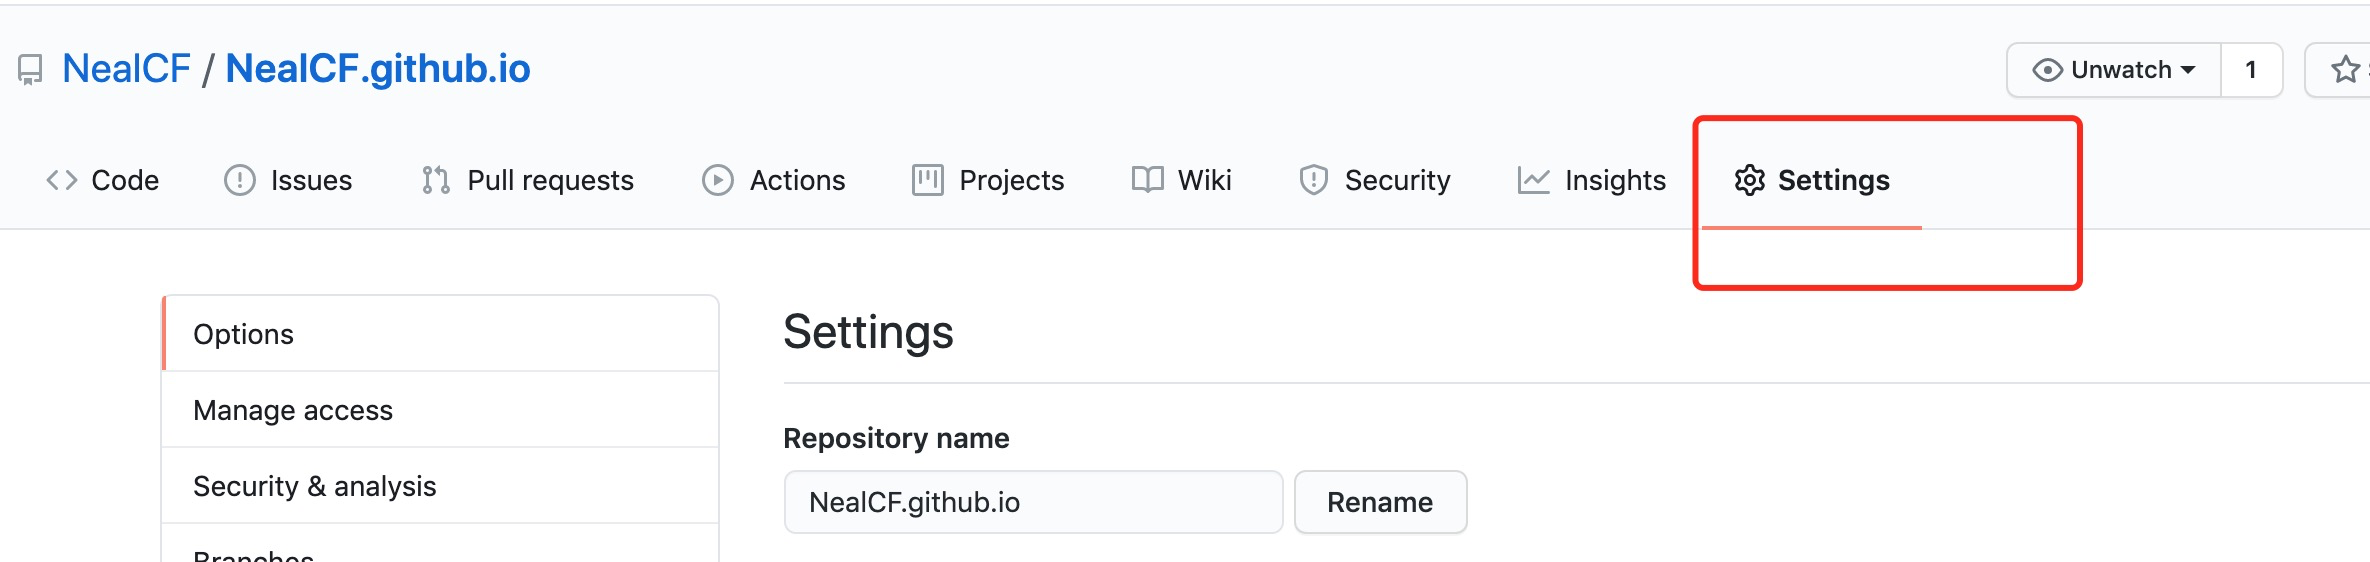 NealCF / NealCF.github.io
Unwatch 1
Code Issues Pull requests Actions Projects Wiki Security Insights Settings
Options
Manage access
Security & analysis
Branches
Settings
Repository name
NealCF.github.io Rename